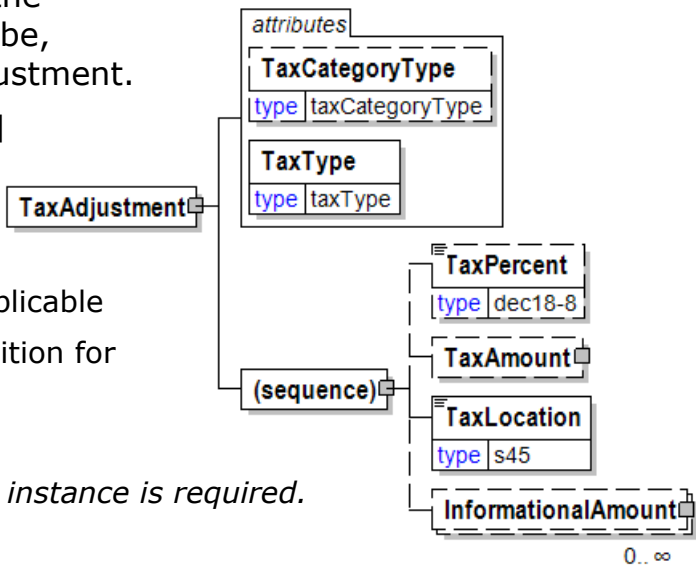 the
be,
ustment.
attributes
TaxCategoryType
type taxCategoryType
TaxType
type taxType
TaxAdjustment
plicable
ition for
instance is required.
(sequence)
TaxPercent
type dec18-8
TaxAmount
TaxLocation
type s45
InformationalAmount
0.. ∞